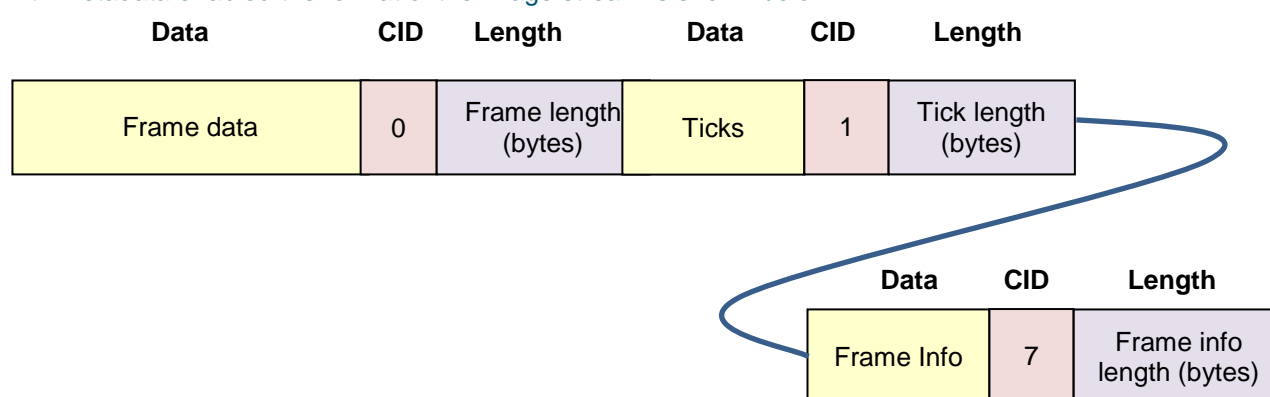 Data CID Length Data CID Length
Frame data 0 Frame length (bytes) Ticks 1 Tick length (bytes)
Data CID Length
Frame Info 7 Frame info length (bytes)